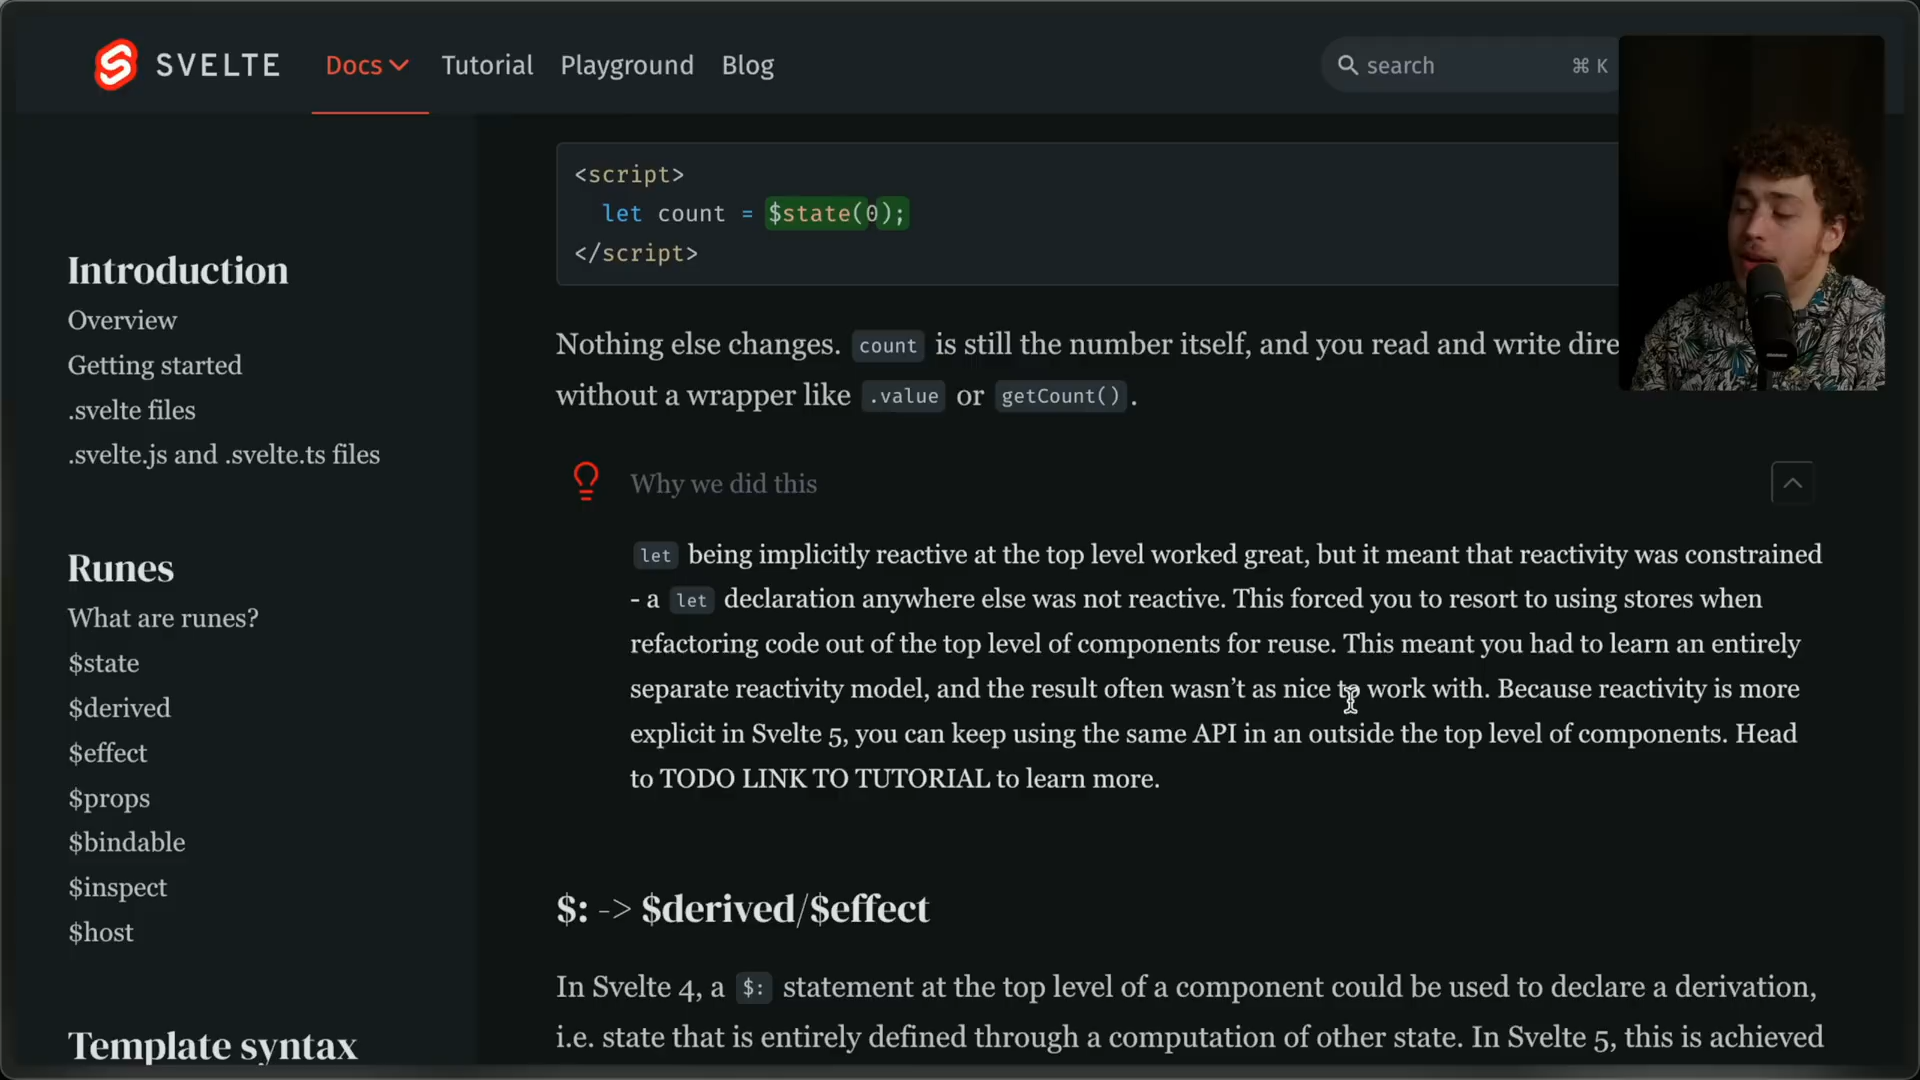 SVELTE
Docs
Tutorial
Playground
Blog
search
⌘ K
Introduction
Overview
Getting started
.svelte files
.svelte.js and .svelte.ts files
Runes
What are runes?
$state
$derived
$effect
$props
$bindable
$inspect
$host
Template syntax
<script>
let count = $state(0);
</script>
Nothing else changes. count is still the number itself, and you read and write
without a wrapper like .value or getCount() .
Why we did this
let being implicitly reactive at the top level worked great, but it meant that reactivity was constrained
- a let declaration anywhere else was not reactive. This forced you to resort to using stores when
refactoring code out of the top level of components for reuse. This meant you had to learn an entirely
separate reactivity model, and the result often wasn't as nice to work with. Because reactivity is more
explicit in Svelte 5, you can keep using the same API in an outside the top level of components. Head
to TODO LINK TO TUTORIAL to learn more.
$: -> $derived/$effect
In Svelte 4, a $: statement at the top level of a component could be used to declare a derivation,
i.e. state that is entirely defined through a computation of other state. In Svelte 5, this is achieved